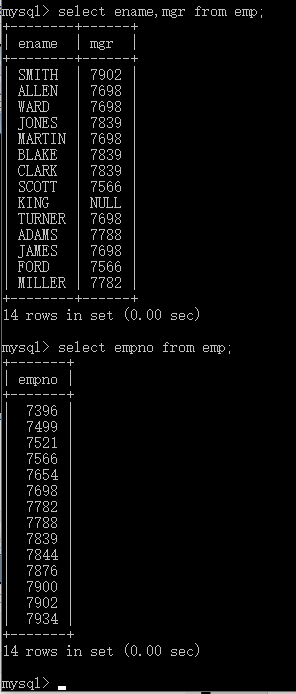 mysql> select ename,mgr from emp;
+--------+------+
| ename | mgr |
+--------+------+
| SMITH | 7902 |
| ALLEN | 7698 |
| WARD | 7698 |
| JONES | 7839 |
| MARTIN | 7698 |
| BLAKE | 7839 |
| CLARK | 7839 |
| SCOTT | 7566 |
| KING | NULL |
| TURNER | 7698 |
| ADAMS | 7788 |
| JAMES | 7698 |
| FORD | 7566 |
| MILLER | 7782 |
+--------+------+
14 rows in set (0.00 sec)
mysql> select empno from emp;
+-------+
| empno |
+-------+
| 7396 |
| 7499 |
| 7521 |
| 7566 |
| 7654 |
| 7698 |
| 7782 |
| 7788 |
| 7839 |
| 7844 |
| 7876 |
| 7900 |
| 7902 |
| 7934 |
+-------+
14 rows in set (0.00 sec)
mysql> _